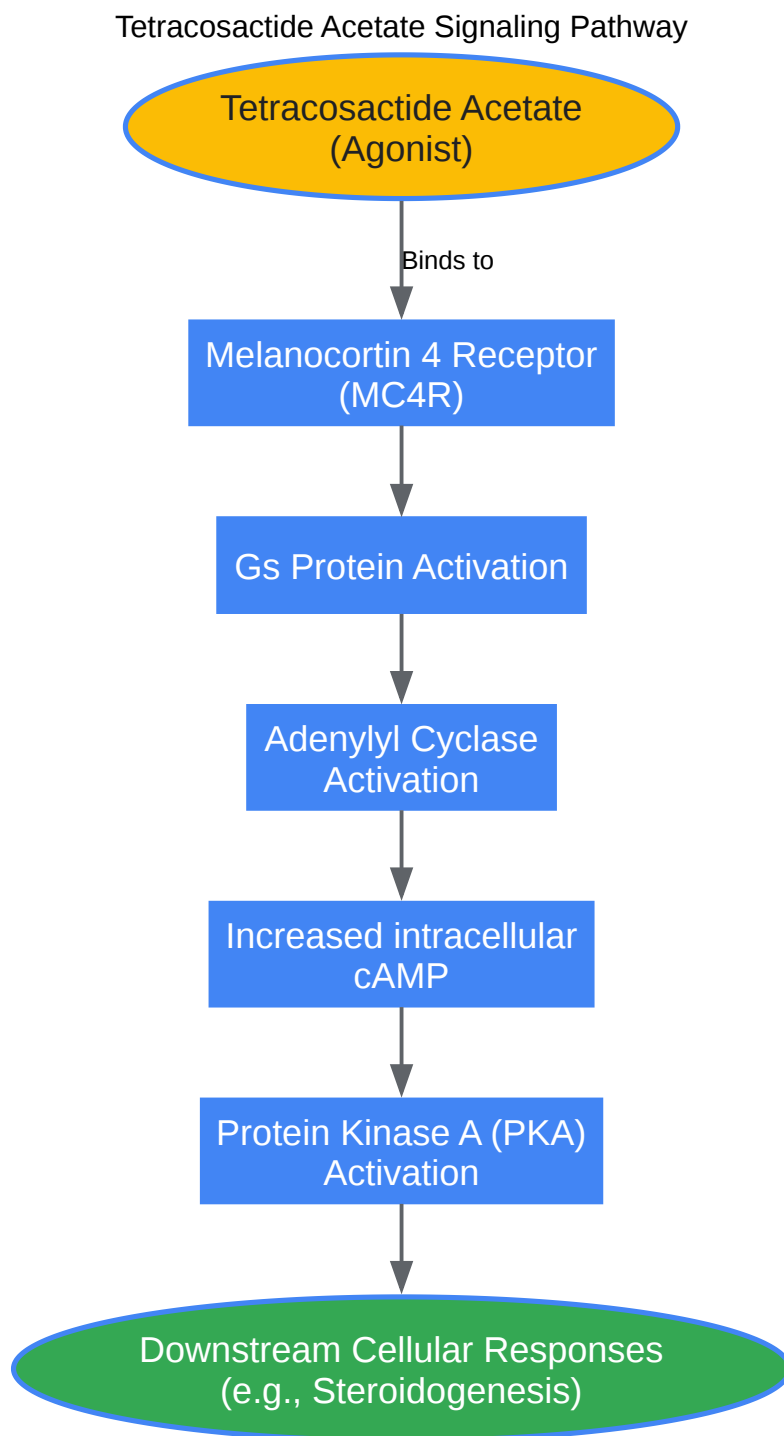 Tetracosactide Acetate Signaling Pathway
Tetracosactide Acetate
(Agonist)
Binds to
Melanocortin 4 Receptor
(MC4R)
Gs Protein Activation
Adenylyl Cyclase
Activation
Increased intracellular
cAMP
Protein Kinase A (PKA)
Activation
Downstream Cellular Responses
(e.g., Steroidogenesis)